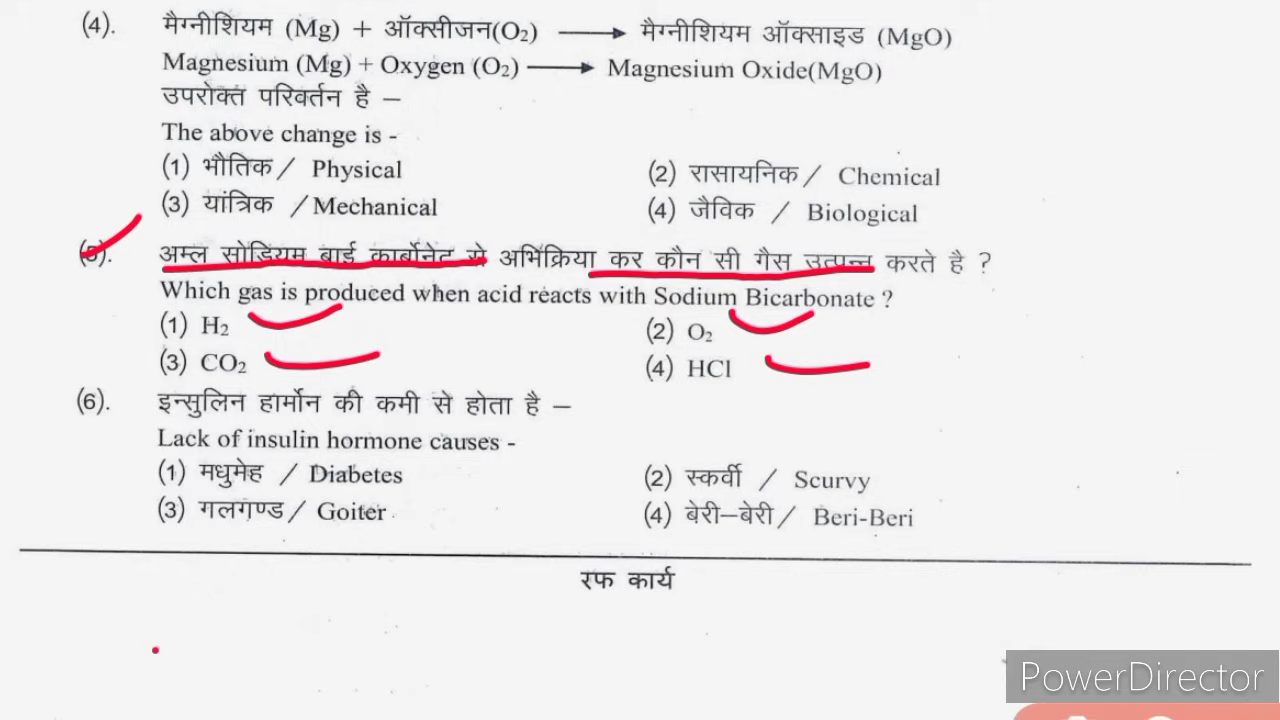 (4). मैग्नीशियम (Mg) + ऑक्सीजन(O₂) ⟶ मैग्नीशियम ऑक्साइड (MgO)
Magnesium (Mg) + Oxygen (O₂) ⟶ Magnesium Oxide(MgO)
उपरोक्त परिवर्तन है –
The above change is -
(1) भौतिक / Physical (2) रासायनिक / Chemical
(3) यांत्रिक / Mechanical (4) जैविक / Biological
(5). अम्ल सोडियम बाई कार्बोनेट से अभिक्रिया कर कौन सी गैस उत्पन्न करते है ?
Which gas is produced when acid reacts with Sodium Bicarbonate ?
(1) H₂ (2) O₂
(3) CO₂ (4) HCl
(6). इन्सुलिन हार्मोन की कमी से होता है –
Lack of insulin hormone causes -
(1) मधुमेह / Diabetes (2) स्कर्वी / Scurvy
(3) गलगण्ड / Goiter (4) बेरी–बेरी / Beri-Beri
रफ कार्य
PowerDirector